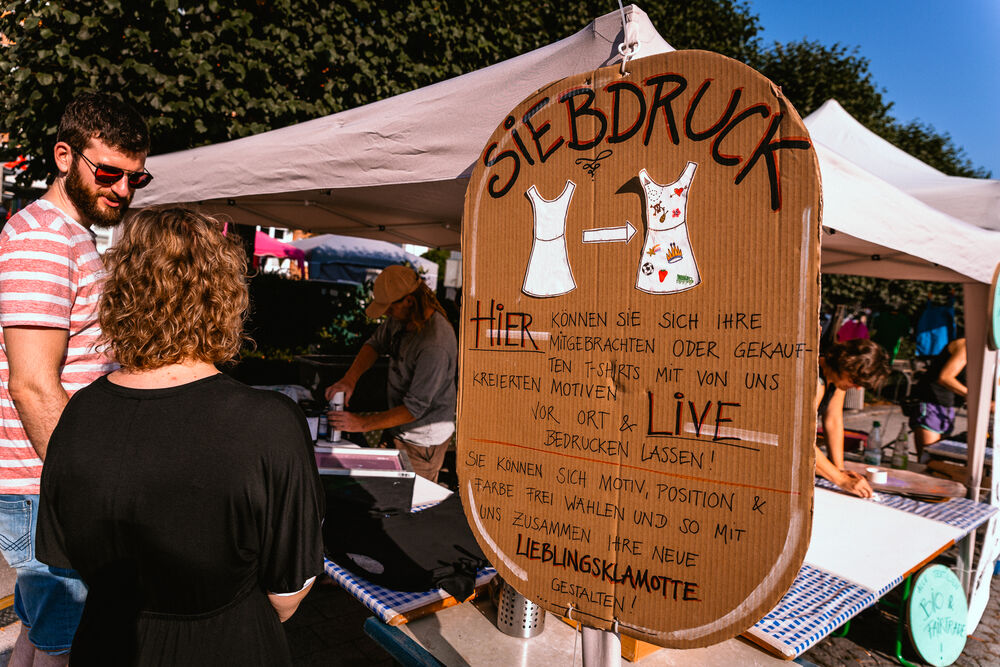 SIEBDRUCK
HIER KÖNNEN SIE SICH IHRE
MITGEBRACHTEN ODER GEKAUF-
TEN T-SHIRTS MIT VON UNS
KREIERTEN MOTIVEN
VOR ORT & LIVE
BEDRUCKEN LASSEN!
SIE KÖNNEN SICH MOTIV, POSITION &
FARBE FREI WÄHLEN UND SO MIT
UNS ZUSAMMEN IHRE NEUE
LIEBLINGSKLAMOTTE
... GESTALTEN!
BIO &
FAIRTRADE